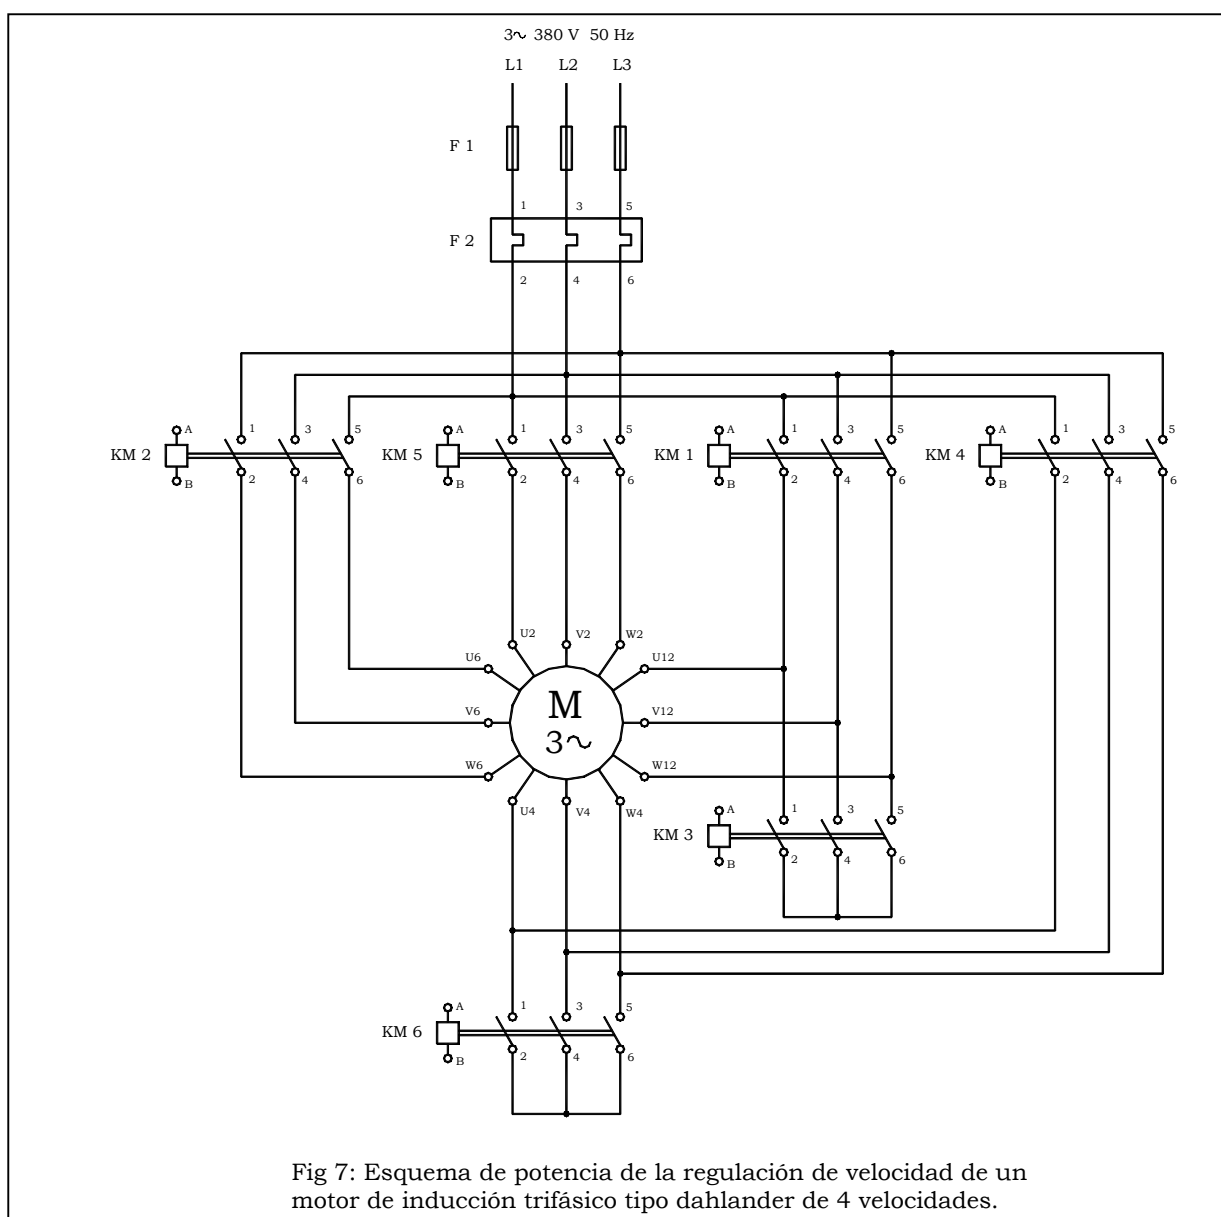 3∿ 380 V 50 Hz
L1 L2 L3
F 1
1 3 5
F 2
2 4 6
A 1 3 5 A 1 3 5 A 1 3 5 A 1 3 5
KM 2 KM 5 KM 1 KM 4
B 2 4 6 B 2 4 6 B 2 4 6 B 2 4 6
U2 V2 W2
U6 U12
M
V6 V12
3∿
W6 W12
U4 V4 W4
A 1 3 5
KM 3
B 2 4 6
A 1 3 5
KM 6
B 2 4 6
Fig 7: Esquema de potencia de la regulación de velocidad de un
motor de inducción trifásico tipo dahlander de 4 velocidades.